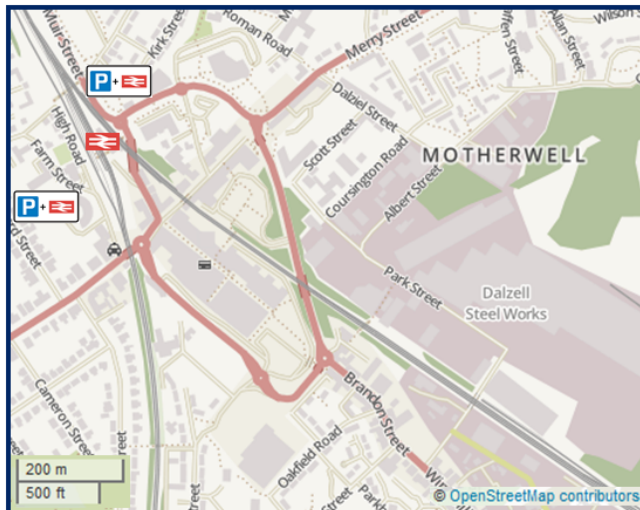 Muir Street
Kirk Street
Roman Road
Merry Street
Allan Street
P +
High Road
Farm Street
Dalziel Street
Scott Street
Coursington Road
Albert Street
MOTHERWELL
P +
Park Street
Dalzell
Steel Works
Cameron Street
Brandon Street
Oakfield Road
200 m
500 ft
© OpenStreetMap contributors